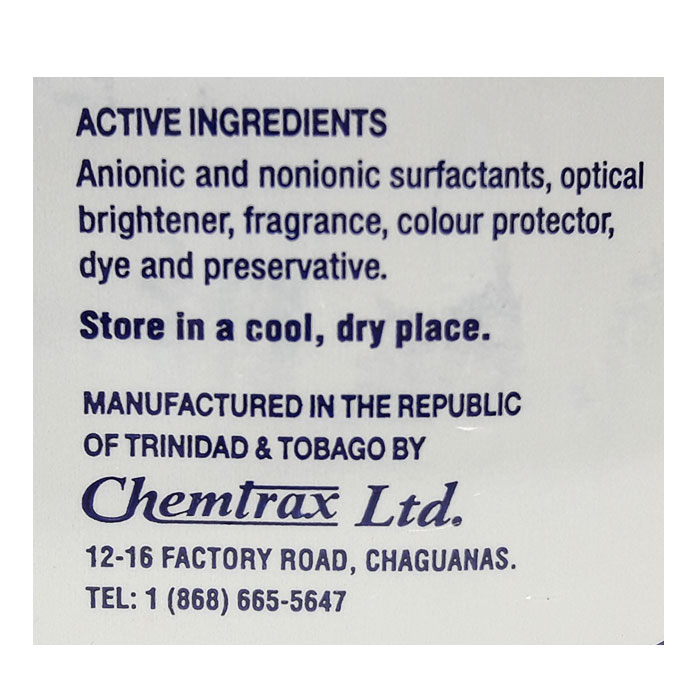 ACTIVE INGREDIENTS
Anionic and nonionic surfactants, optical
brightener, fragrance, colour protector,
dye and preservative.
Store in a cool, dry place.
MANUFACTURED IN THE REPUBLIC
OF TRINIDAD & TOBAGO BY
Chemtrax Ltd.
12-16 FACTORY ROAD, CHAGUANAS.
TEL: 1 (868) 665-5647